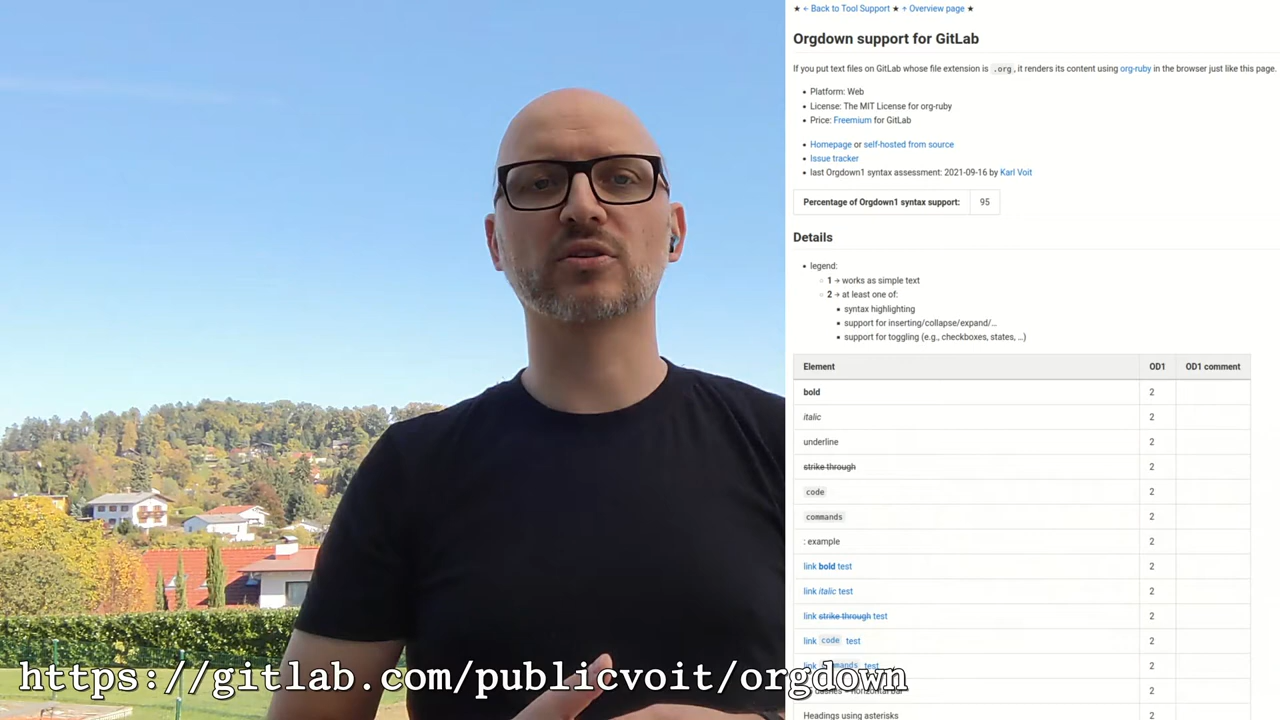 ★ ← Back to Tool Support ★ ↑ Overview page ★
Orgdown support for GitLab
If you put text files on GitLab whose file extension is .org, it renders its content using org-ruby in the browser just like this page.
• Platform: Web
• License: The MIT License for org-ruby
• Price: Freemium for GitLab
• Homepage or self-hosted from source
• Issue tracker
• last Orgdown1 syntax assessment: 2021-09-16 by Karl Voit
Percentage of Orgdown1 syntax support: 95
Details
• legend:
○ 1 → works as simple text
○ 2 → at least one of:
▪ syntax highlighting
▪ support for inserting/collapse/expand/…
▪ support for toggling (e.g., checkboxes, states, …)
Element OD1 OD1 comment
bold 2
italic 2
underline 2
strike through 2
code 2
commands 2
: example 2
link bold test 2
link italic test 2
link strike through test 2
link code test 2
link test 2
horizontal bar 2
Headings using asterisks 2
https://gitlab.com/publicvoit/orgdown